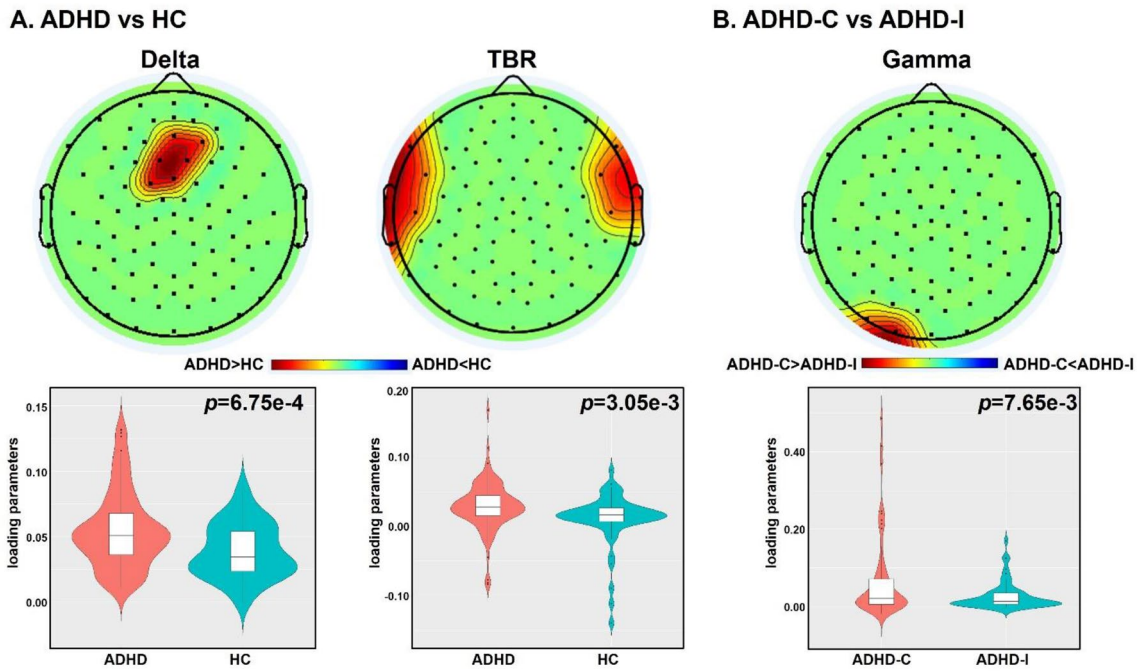 A. ADHD vs HC
B. ADHD-C vs ADHD-I
Delta
TBR
Gamma
ADHD>HC
ADHD<HC
ADHD-C>ADHD-I
ADHD-C<ADHD-I
p=6.75e-4
loading parameters
0.15
0.10
0.05
0.00
ADHD
HC
p=3.05e-3
loading parameters
0.20
0.10
0.00
-0.10
ADHD
HC
p=7.65e-3
loading parameters
0.40
0.20
0.00
ADHD-C
ADHD-I